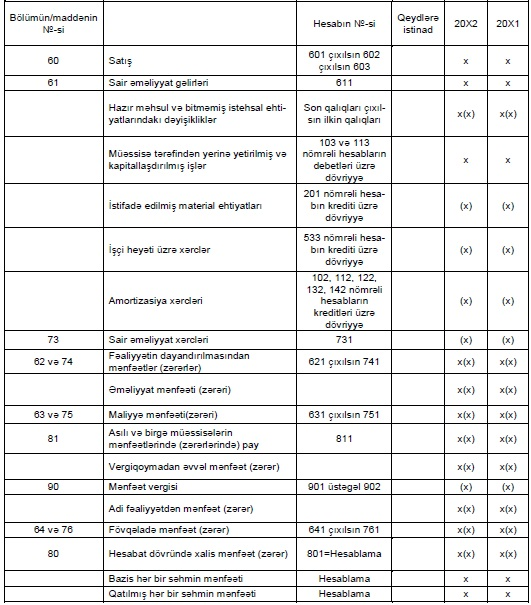 Bölümün/maddənin Hesabın №-si Qeydlərə 20X2 20X1
№-si istinad
60 Satış 601 çıxılsın 602 x x
çıxılsın 603
61 Sair əməliyyat gəlirləri 611 x x
Hazır məhsul və bitməmiş istehsal ehti- Son qalıqları çıxıl- x(x) x(x)
yatlarındakı dəyişikliklər sın ilkin qalıqları
Müəssisə tərəfindən yerinə yetirilmiş və 103 və 113 x x
kapitallaşdırılmış işlər nömrəli hesabların
debetləri üzrə
dövriyyə
İstifadə edilmiş material ehtiyatları 201 nömrəli hesa- (x) (x)
bın krediti üzrə
dövriyyə
İşçi heyəti üzrə xərclər 533 nömrəli hesa- (x) (x)
bın krediti üzrə
dövriyyə
Amortizasiya xərcləri 102, 112, 122, (x) (x)
132, 142 nömrəli
hesabların
kreditləri üzrə
dövriyyə
73 Sair əməliyyat xərcləri 731 (x) (x)
62 və 74 Fəaliyyətin dayandırılmasından 621 çıxılsın 741 x(x) x(x)
mənfəətlər (zərərlər)
Əməliyyat mənfəəti (zərəri) x(x) x(x)
63 və 75 Maliyyə mənfəəti(zərəri) 631 çıxılsın 751 x(x) x(x)
81 Asılı və birgə müəssisələrin 811 x(x) x(x)
mənfəətlərində (zərərlərində) pay
Vergiqoymadan əvvəl mənfəət (zərər) x(x) x(x)
90 Mənfəət vergisi 901 üstəgəl 902 (x) (x)
Adi fəaliyyətdən mənfəət (zərər) x(x) x(x)
64 və 76 Fövqəladə mənfəət (zərər) 641 çıxılsın 761 x(x) x(x)
80 Hesabat dövründə xalis mənfəət (zərər) 801=Hesablama x(x) x(x)
Bazis hər bir səhmin mənfəəti Hesablama x x
Qatılmış hər bir səhmin mənfəəti Hesablama x x